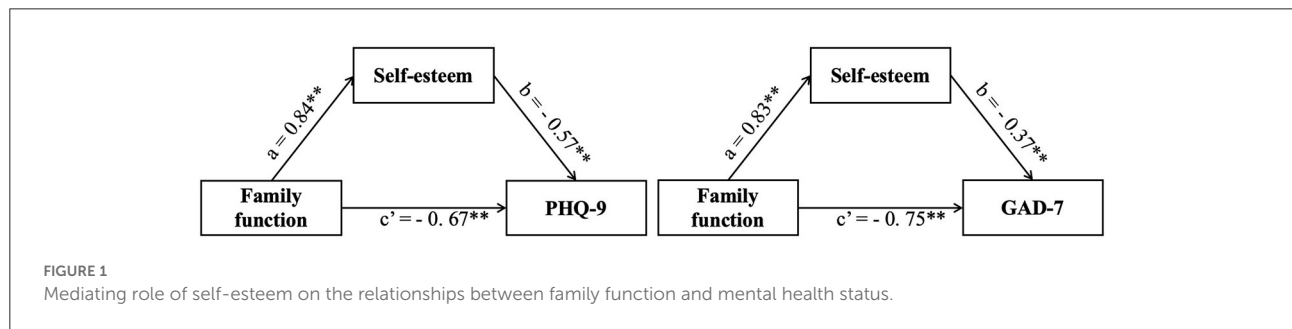 Self-esteem
a = 0.84**
b = - 0.57**
Family
function
c' = - 0. 67**
PHQ-9
Self-esteem
a = 0.83**
b = - 0.37**
Family
function
c' = - 0. 75**
GAD-7
FIGURE 1
Mediating role of self-esteem on the relationships between family function and mental health status.